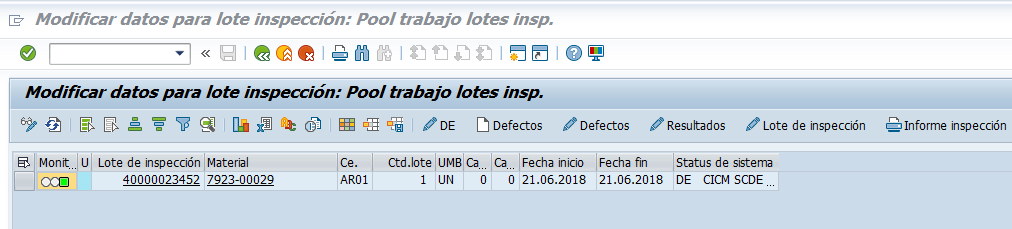 Modificar datos para lote inspección: Pool trabajo lotes insp.
Modificar datos para lote inspección: Pool trabajo lotes insp.
DE Defectos Defectos Resultados Lote de inspección Informe inspección
Monit... U Lote de inspección Material Ce. Ctd.lote UMB Ca... Ca... Fecha inicio Fecha fin Status de sistema
40000023452 7923-00029 AR01 1 UN 0 0 21.06.2018 21.06.2018 DE CICM SCDE...